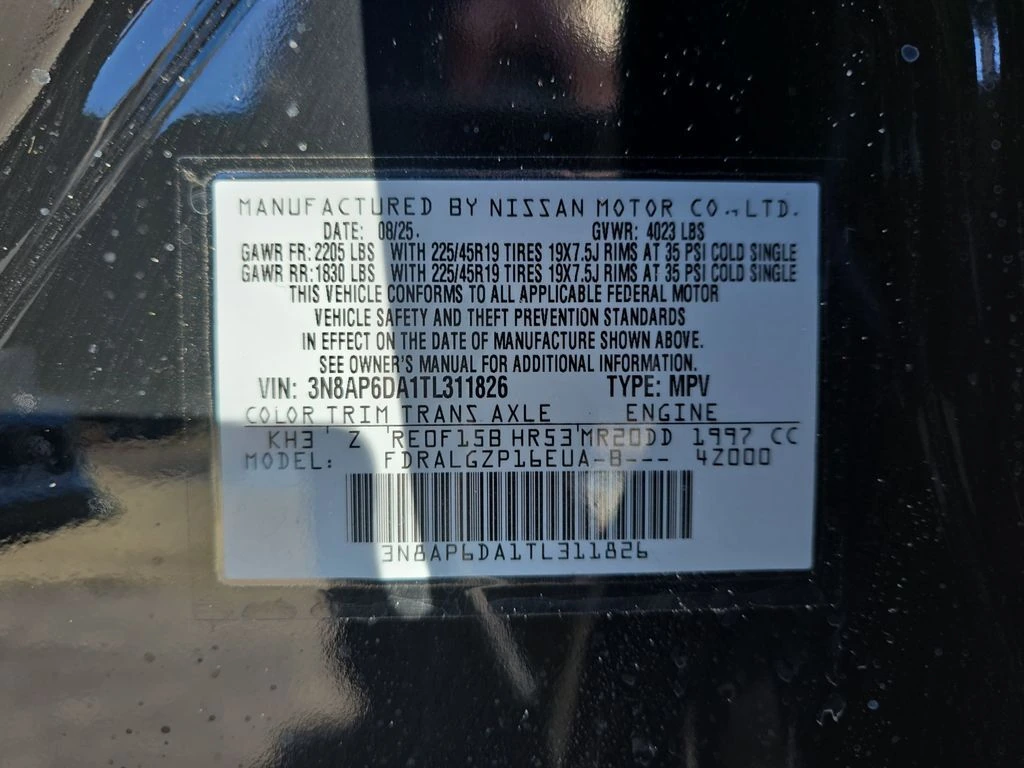 MANUFACTURED BY NISSAN MOTOR CO.,LTD.
DATE: 08/25. GVWR: 4023 LBS
GAWR FR: 2205 LBS WITH 225/45R19 TIRES 19X7.5J RIMS AT 35 PSI COLD SINGLE
GAWR RR: 1830 LBS WITH 225/45R19 TIRES 19X7.5J RIMS AT 35 PSI COLD SINGLE
THIS VEHICLE CONFORMS TO ALL APPLICABLE FEDERAL MOTOR
VEHICLE SAFETY AND THEFT PREVENTION STANDARDS
IN EFFECT ON THE DATE OF MANUFACTURE SHOWN ABOVE.
SEE OWNER'S MANUAL FOR ADDITIONAL INFORMATION.
VIN: 3N8AP6DA1TL311826 TYPE: MPV
COLOR TRIM TRANS AXLE ENGINE
KH3 Z RE0F15B HR53 MR20DD 1997 CC
MODEL: FDRALGZP16EUA-B--- 4Z000
3N8AP6DA1TL311826